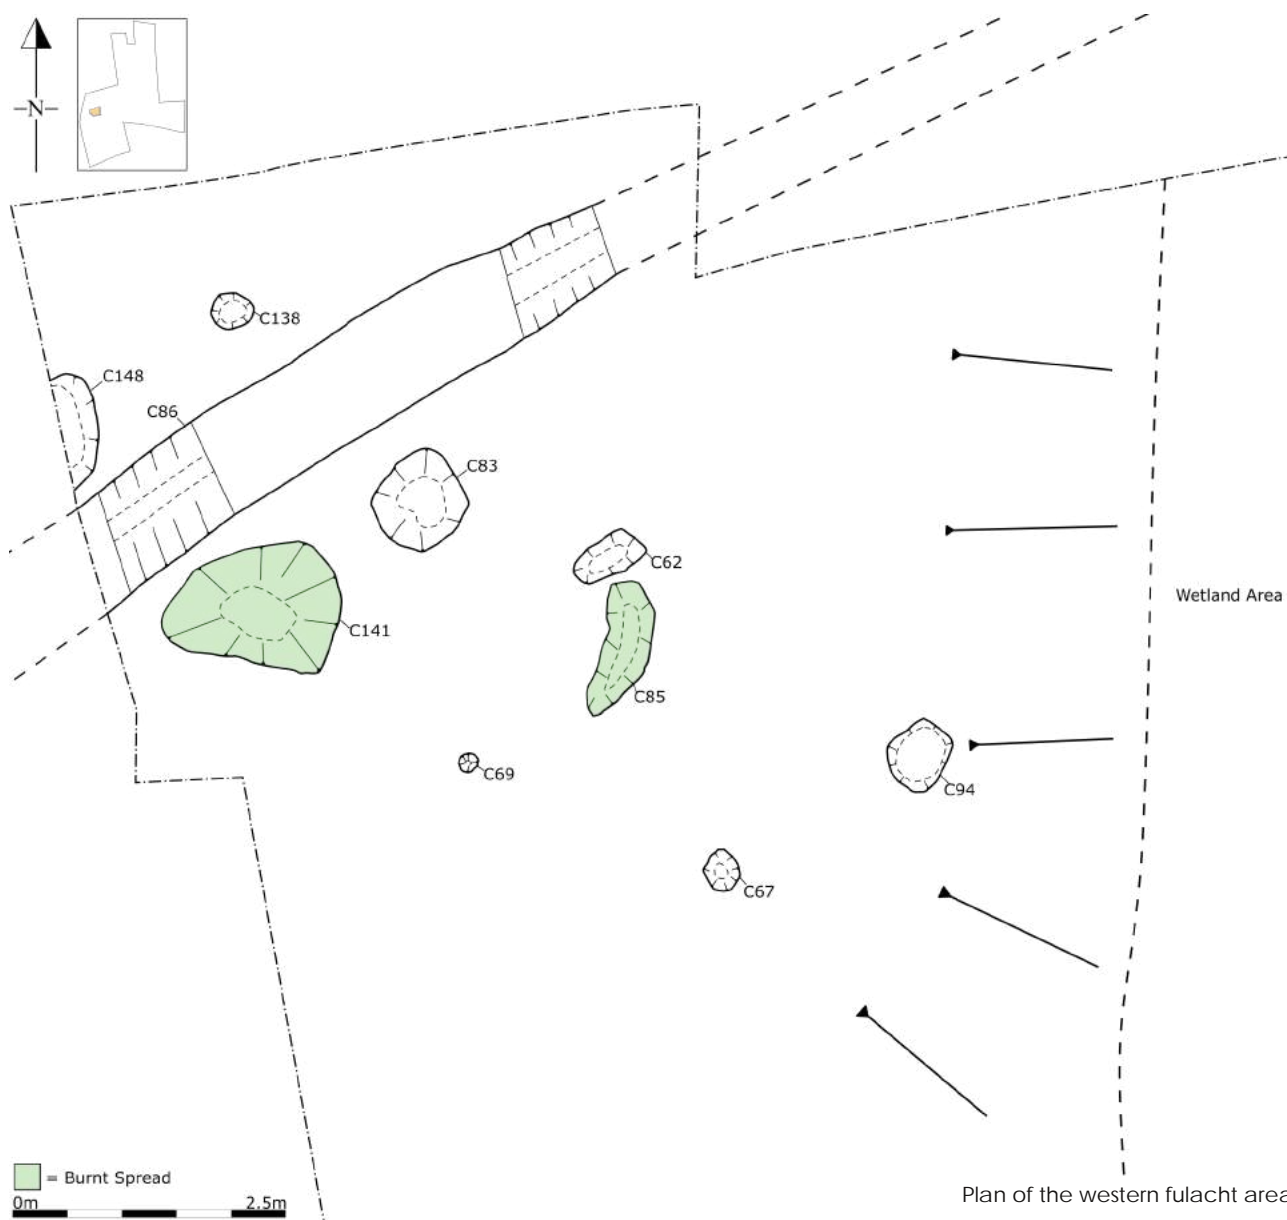 N
C138
C148
C86
C83
C62
Wetland Area
C141
C85
C69
C94
C67
= Burnt Spread
0m 2.5m
Plan of the western fulacht area